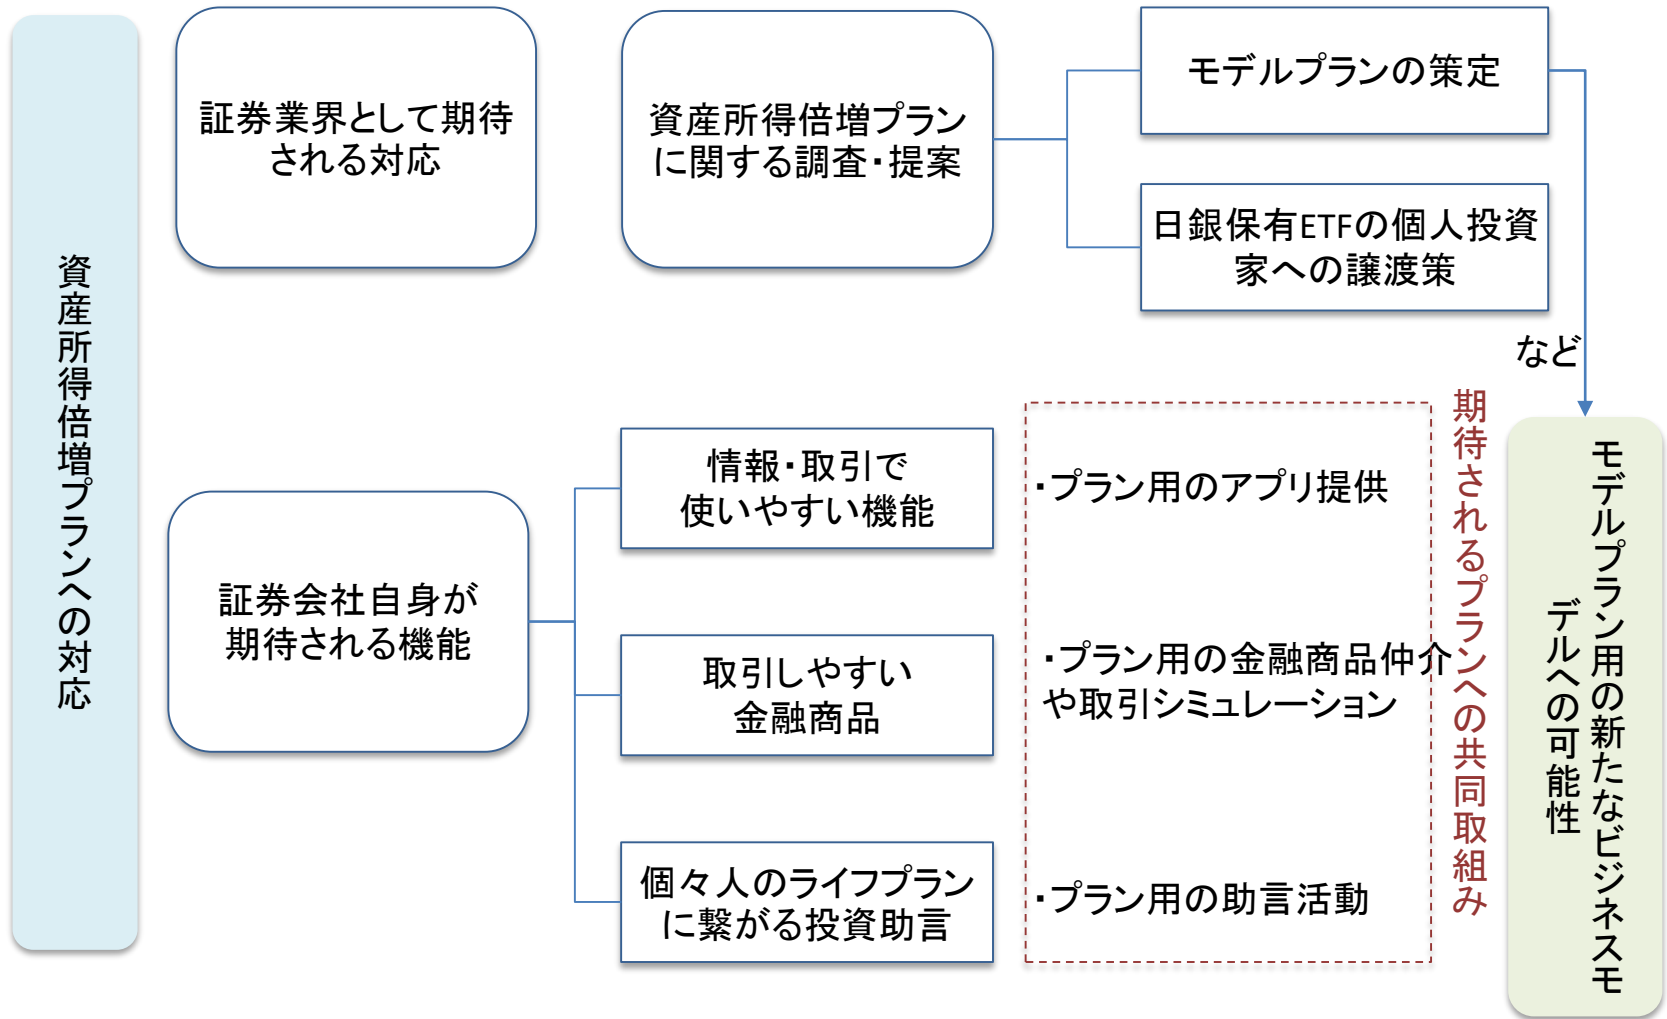 資産所得倍増プランへの対応
証券業界として期待
される対応
資産所得倍増プラン
に関する調査・提案
モデルプランの策定
日銀保有ETFの個人投資
家への譲渡策
など
証券会社自身が
期待される機能
情報・取引で
使いやすい機能
取引しやすい
金融商品
個々人のライフプラン
に繋がる投資助言
・プラン用のアプリ提供
・プラン用の金融商品仲介
や取引シミュレーション
・プラン用の助言活動
期待されるプランへの共同取組み
モデルプラン用の新たなビジネスモ
デルへの可能性